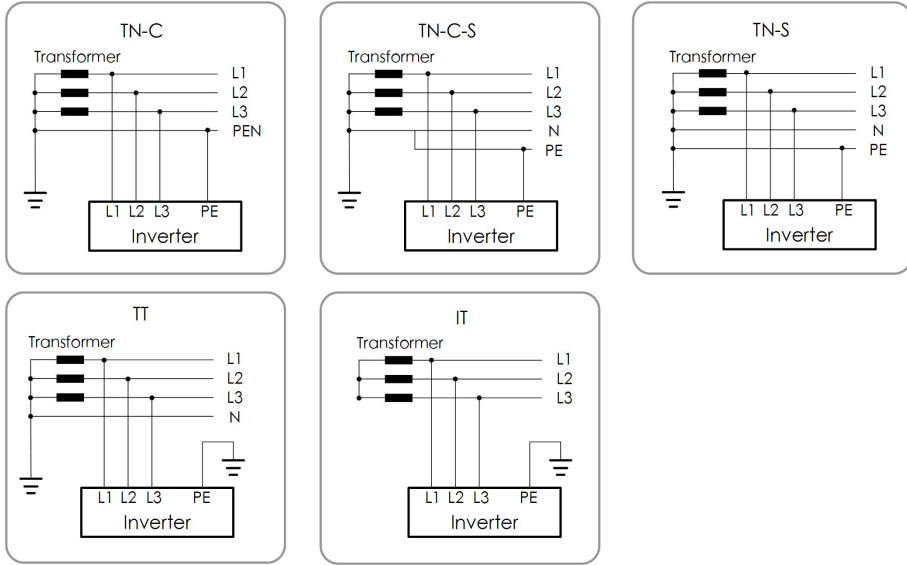 TN-C
Transformer
L1
L2
L3
PEN
L1 L2 L3 PE
Inverter
TN-C-S
Transformer
L1
L2
L3
N
PE
L1 L2 L3 PE
Inverter
TN-S
Transformer
L1
L2
L3
N
PE
L1 L2 L3 PE
Inverter
TT
Transformer
L1
L2
L3
N
L1 L2 L3 PE
Inverter
IT
Transformer
L1
L2
L3
L1 L2 L3 PE
Inverter